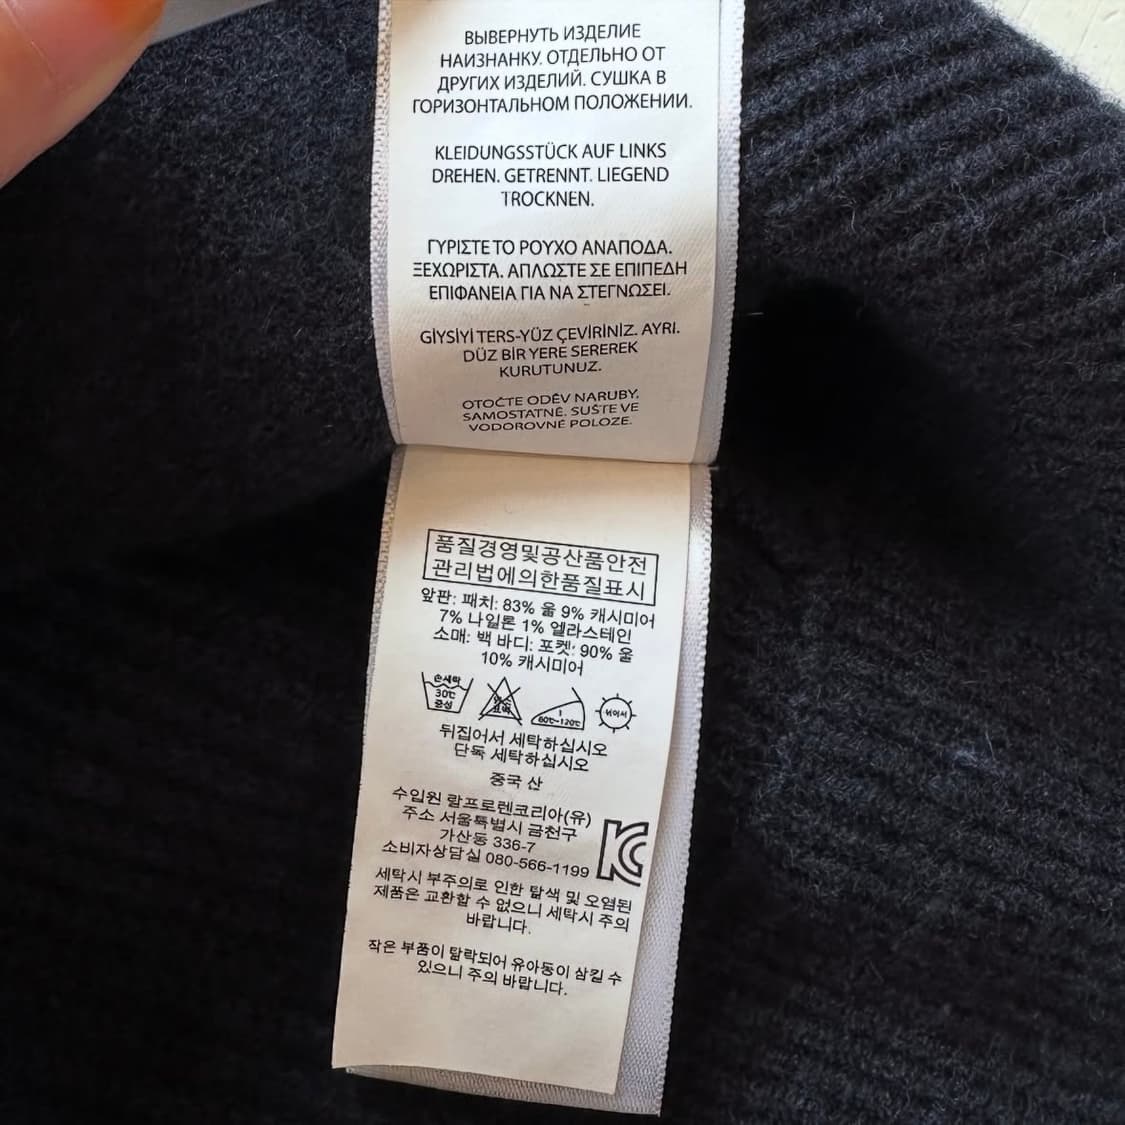 ВЫВЕРНУТЬ ИЗДЕЛИЕ
НАИЗНАНКУ. ОТДЕЛЬНО ОТ
ДРУГИХ ИЗДЕЛИЙ. СУШКА В
ГОРИЗОНТАЛЬНОМ ПОЛОЖЕНИИ.
KLEIDUNGSSTÜCK AUF LINKS
DREHEN. GETRENNT. LIEGEND
TROCKNEN.
ΓΥΡΙΣΤΕ ΤΟ ΡΟΥΧΟ ΑΝΑΠΟΔΑ.
ΞΕΧΩΡΙΣΤΑ. ΑΠΛΩΣΤΕ ΣΕ ΕΠΙΠΕΔΗ
ΕΠΙΦΑΝΕΙΑ ΓΙΑ ΝΑ ΣΤΕΓΝΩΣΕΙ.
GİYSİYİ TERS-YÜZ ÇEVİRİNİZ. AYRI.
DÜZ BİR YERE SEREREK
KURUTUNUZ.
OTOČTE ODĚV NARUBY.
SAMOSTATNĚ. SUŠTE VE
VODOROVNÉ POLOZE.
품질경영및공산품안전
관리법에의한품질표시
앞판: 패치: 83% 울 9% 캐시미어
7% 나일론 1% 엘라스테인
소매: 백 바디: 포켓: 90% 울
10% 캐시미어
손세탁
30℃
중성
80℃-120℃
뉘어서
뒤집어서 세탁하십시오
단독 세탁하십시오
중국 산
수입원 랄프로렌코리아(유)
주소 서울특별시 금천구
가산동 336-7
소비자상담실 080-566-1199
세탁시 부주의로 인한 탈색 및 오염된
제품은 교환할 수 없으니 세탁시 주의
바랍니다.
작은 부품이 탈락되어 유아동이 삼킬 수
있으니 주의 바랍니다.